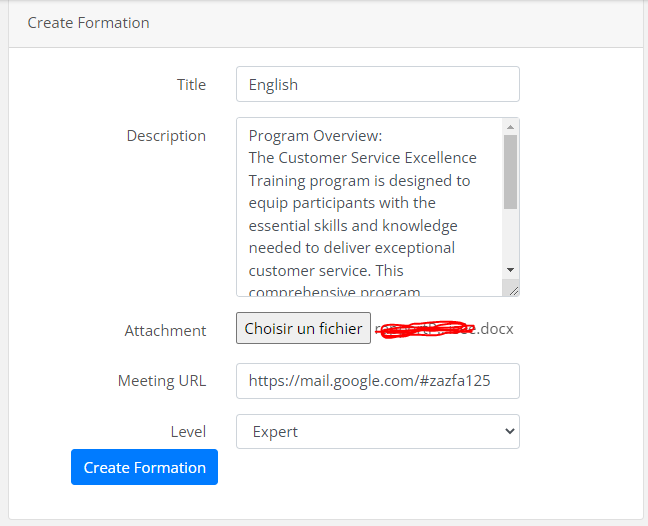 Create Formation
Title
English
Description
Program Overview:
The Customer Service Excellence
Training program is designed to
equip participants with the
essential skills and knowledge
needed to deliver exceptional
customer service. This
comprehensive program
Attachment
Choisir un fichier .docx
Meeting URL
https://mail.google.com/#zazfa125
Level
Expert
Create Formation